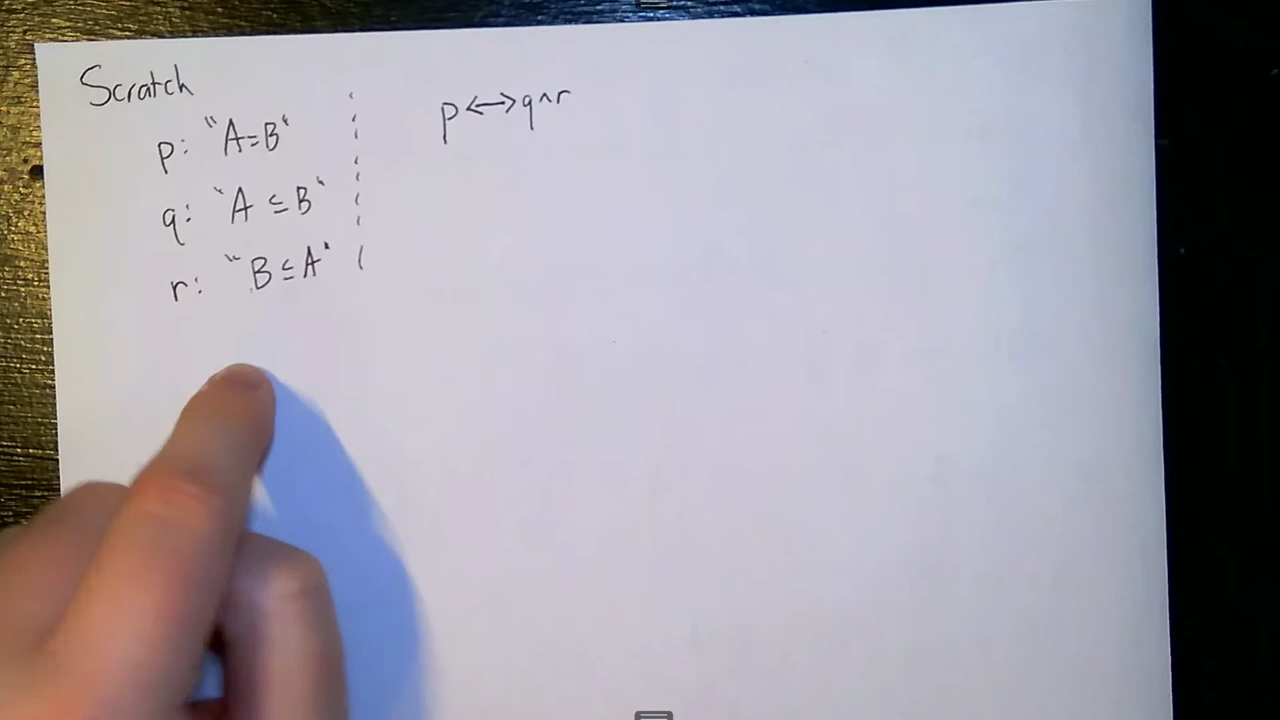 Scratch
p: "A=B"
q: "A ⊆ B"
r: "B ⊆ A"
p ⟷ q ∧ r